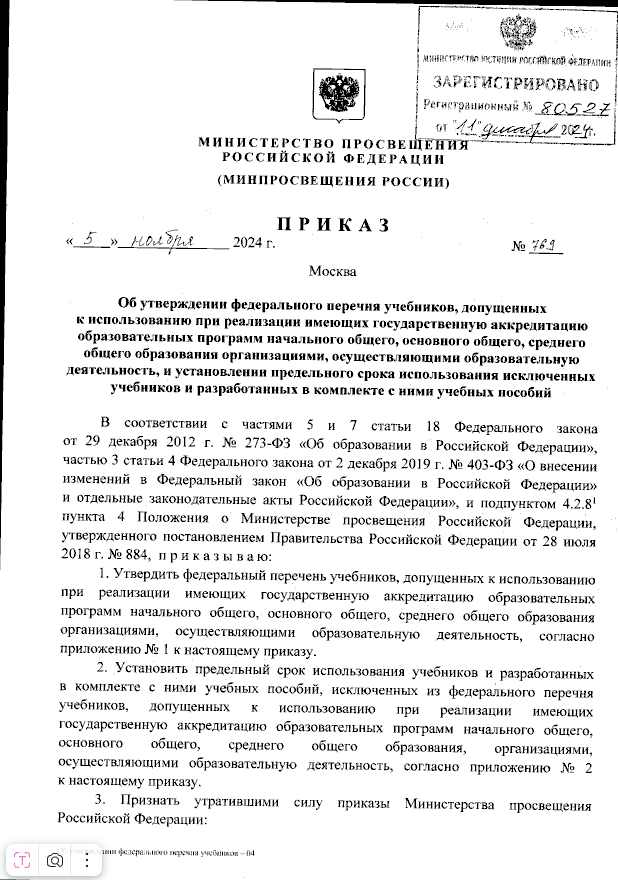 МИНИСТЕРСТВО ЮСТИЦИИ РОССИЙСКОЙ ФЕДЕРАЦИИ
ЗАРЕГИСТРИРОВАНО
Регистрационный № 80527
от "11" декабря 2024г.
МИНИСТЕРСТВО ПРОСВЕЩЕНИЯ
РОССИЙСКОЙ ФЕДЕРАЦИИ
(МИНПРОСВЕЩЕНИЯ РОССИИ)
ПРИКАЗ
« 5 » ноября 2024 г.
№ 769
Москва
Об утверждении федерального перечня учебников, допущенных
к использованию при реализации имеющих государственную аккредитацию
образовательных программ начального общего, основного общего, среднего
общего образования организациями, осуществляющими образовательную
деятельность, и установлении предельного срока использования исключенных
учебников и разработанных в комплекте с ними учебных пособий
В соответствии с частями 5 и 7 статьи 18 Федерального закона
от 29 декабря 2012 г. № 273-ФЗ «Об образовании в Российской Федерации»,
частью 3 статьи 4 Федерального закона от 2 декабря 2019 г. № 403-ФЗ «О внесении
изменений в Федеральный закон «Об образовании в Российской Федерации»
и отдельные законодательные акты Российской Федерации», и подпунктом 4.2.8¹
пункта 4 Положения о Министерстве просвещения Российской Федерации,
утвержденного постановлением Правительства Российской Федерации от 28 июля
2018 г. № 884, приказываю:
1. Утвердить федеральный перечень учебников, допущенных к использованию
при реализации имеющих государственную аккредитацию образовательных
программ начального общего, основного общего, среднего общего образования
организациями, осуществляющими образовательную деятельность, согласно
приложению № 1 к настоящему приказу.
2. Установить предельный срок использования учебников и разработанных
в комплекте с ними учебных пособий, исключенных из федерального перечня
учебников, допущенных к использованию при реализации имеющих
государственную аккредитацию образовательных программ начального общего,
основного общего, среднего общего образования, организациями,
осуществляющими образовательную деятельность, согласно приложению № 2
к настоящему приказу.
3. Признать утратившими силу приказы Министерства просвещения
Российской Федерации:
Об утверждении федерального перечня учебников – 04